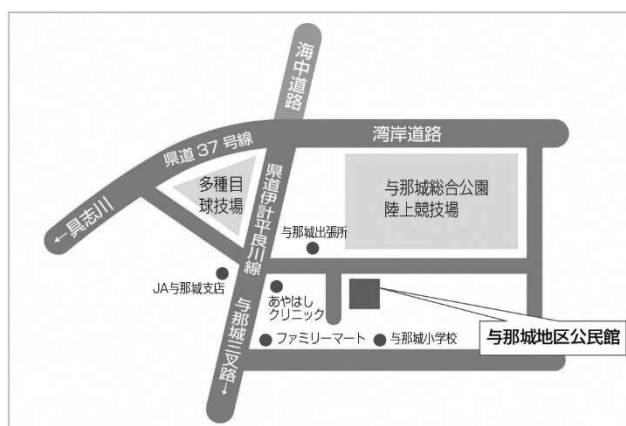 海中道路
県道37号線
湾岸道路
←具志川
多種目
球技場
県道伊計平良川線
与那城総合公園
陸上競技場
与那城出張所
JA与那城支店
あやはし
クリニック
与那城三叉路→
ファミリーマート
与那城小学校
与那城地区公民館